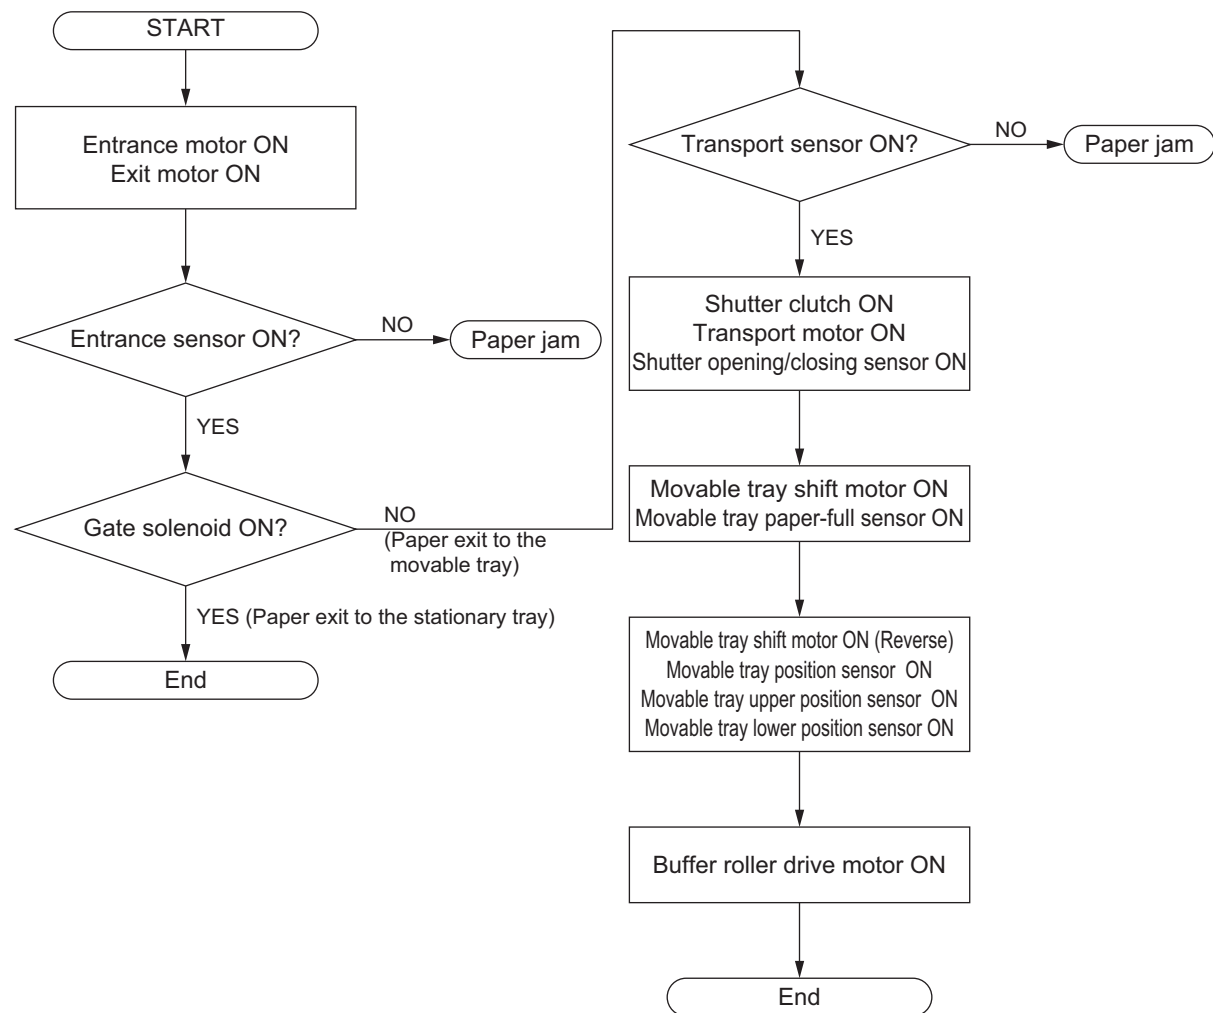 START
Entrance motor ON
Exit motor ON
Entrance sensor ON?
NO
Paper jam
YES
Gate solenoid ON?
NO
(Paper exit to the
movable tray)
YES (Paper exit to the stationary tray)
End
Transport sensor ON?
NO
Paper jam
YES
Shutter clutch ON
Transport motor ON
Shutter opening/closing sensor ON
Movable tray shift motor ON
Movable tray paper-full sensor ON
Movable tray shift motor ON (Reverse)
Movable tray position sensor ON
Movable tray upper position sensor ON
Movable tray lower position sensor ON
Buffer roller drive motor ON
End